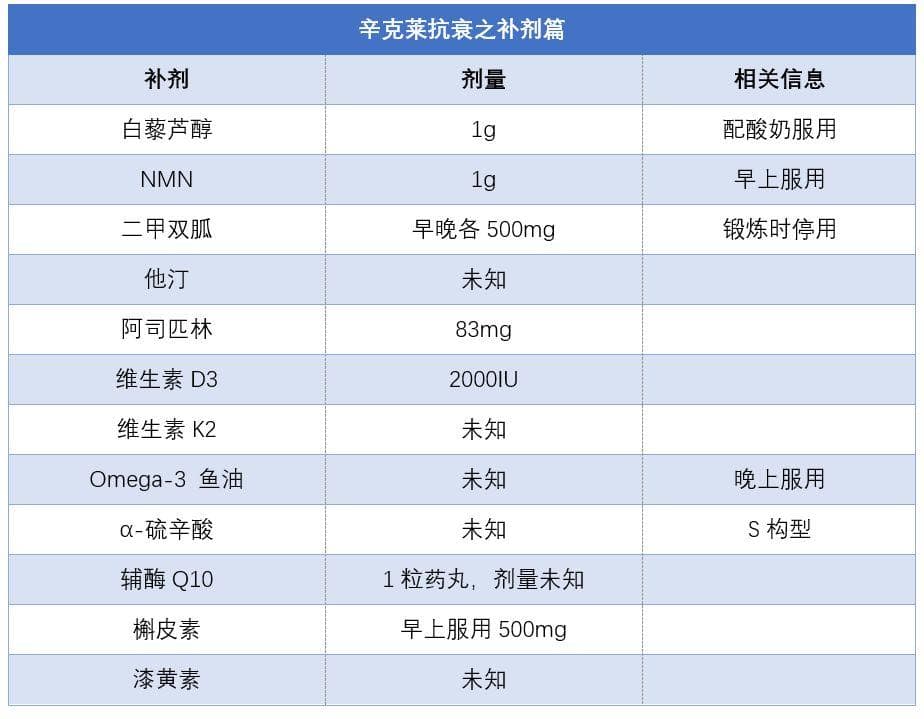 辛克莱抗衰之补剂篇
补剂 剂量 相关信息
白藜芦醇 1g 配酸奶服用
NMN 1g 早上服用
二甲双胍 早晚各 500mg 锻炼时停用
他汀 未知
阿司匹林 83mg
维生素 D3 2000IU
维生素 K2 未知
Omega-3 鱼油 未知 晚上服用
α-硫辛酸 未知 S 构型
辅酶 Q10 1 粒药丸，剂量未知
槲皮素 早上服用 500mg
漆黄素 未知